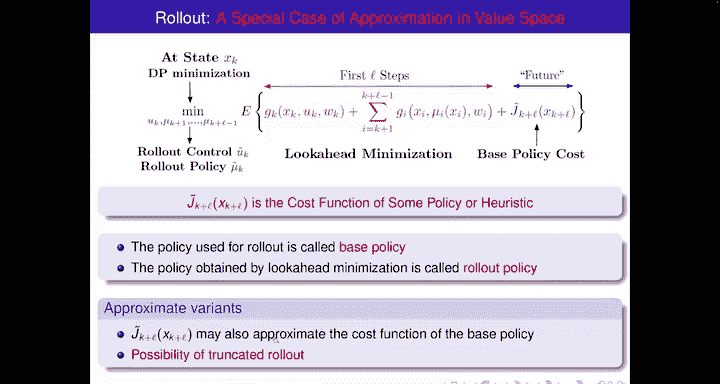 Rollout: A Special Case of Approximation in Value Space
At State x_k
DP minimization
First ℓ Steps
“Future”
min_{u_k, μ_{k+1}, ..., μ_{k+ℓ-1}} E { g_k(x_k, u_k, w_k) + \sum_{i=k+1}^{k+ℓ-1} g_i(x_i, μ_i(x_i), w_i) + J̃_{k+ℓ}(x_{k+ℓ}) }
Rollout Control ũ_k
Rollout Policy μ̃_k
Lookahead Minimization
Base Policy Cost
J̃_{k+ℓ}(x_{k+ℓ}) is the Cost Function of Some Policy or Heuristic
The policy used for rollout is called base policy
The policy obtained by lookahead minimization is called rollout policy
Approximate variants
J̃_{k+ℓ}(x_{k+ℓ}) may also approximate the cost function of the base policy
Possibility of truncated rollout